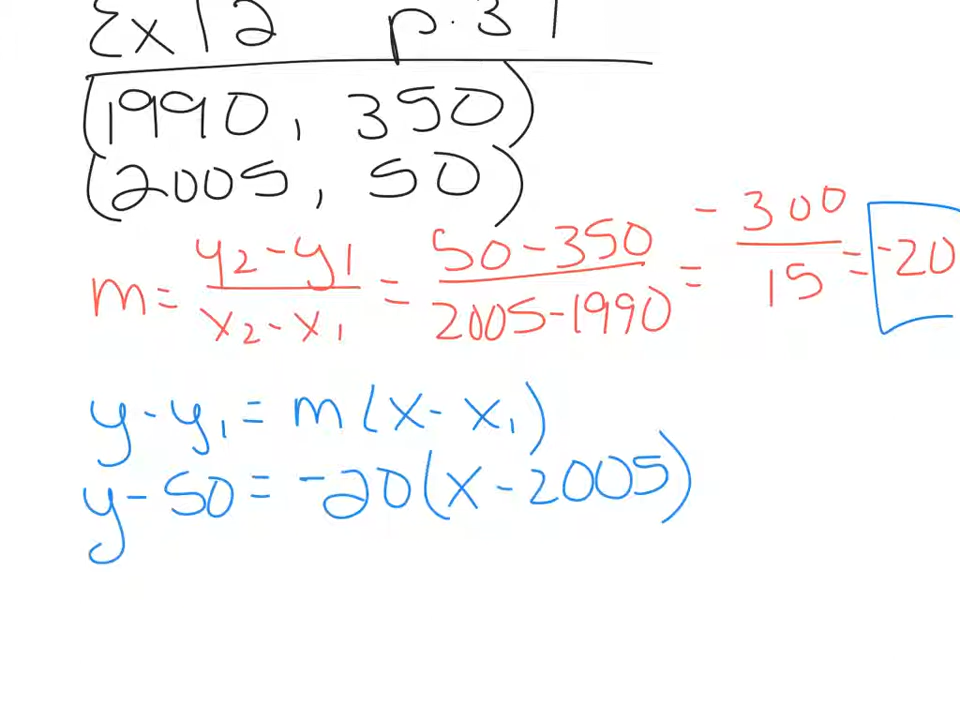 Ex 12 p. 31
(1990, 350)
(2005, 50)
m = y₂-y₁/x₂-x₁ = 50-350/2005-1990 = -300/15 = -20
y - y₁ = m(x - x₁)
y - 50 = -20(x - 2005)